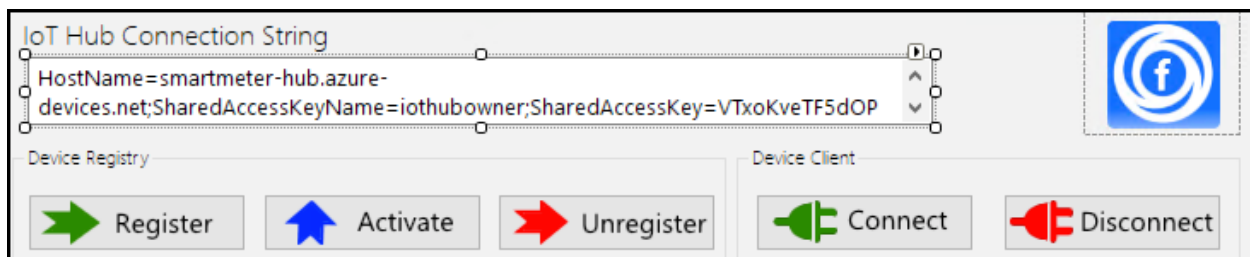 IoT Hub Connection String
HostName=smartmeter-hub.azure-
devices.net;SharedAccessKeyName=iothubowner;SharedAccessKey=VTxoKveTF5dOP
Device Registry
Device Client
Register
Activate
Unregister
Connect
Disconnect
f